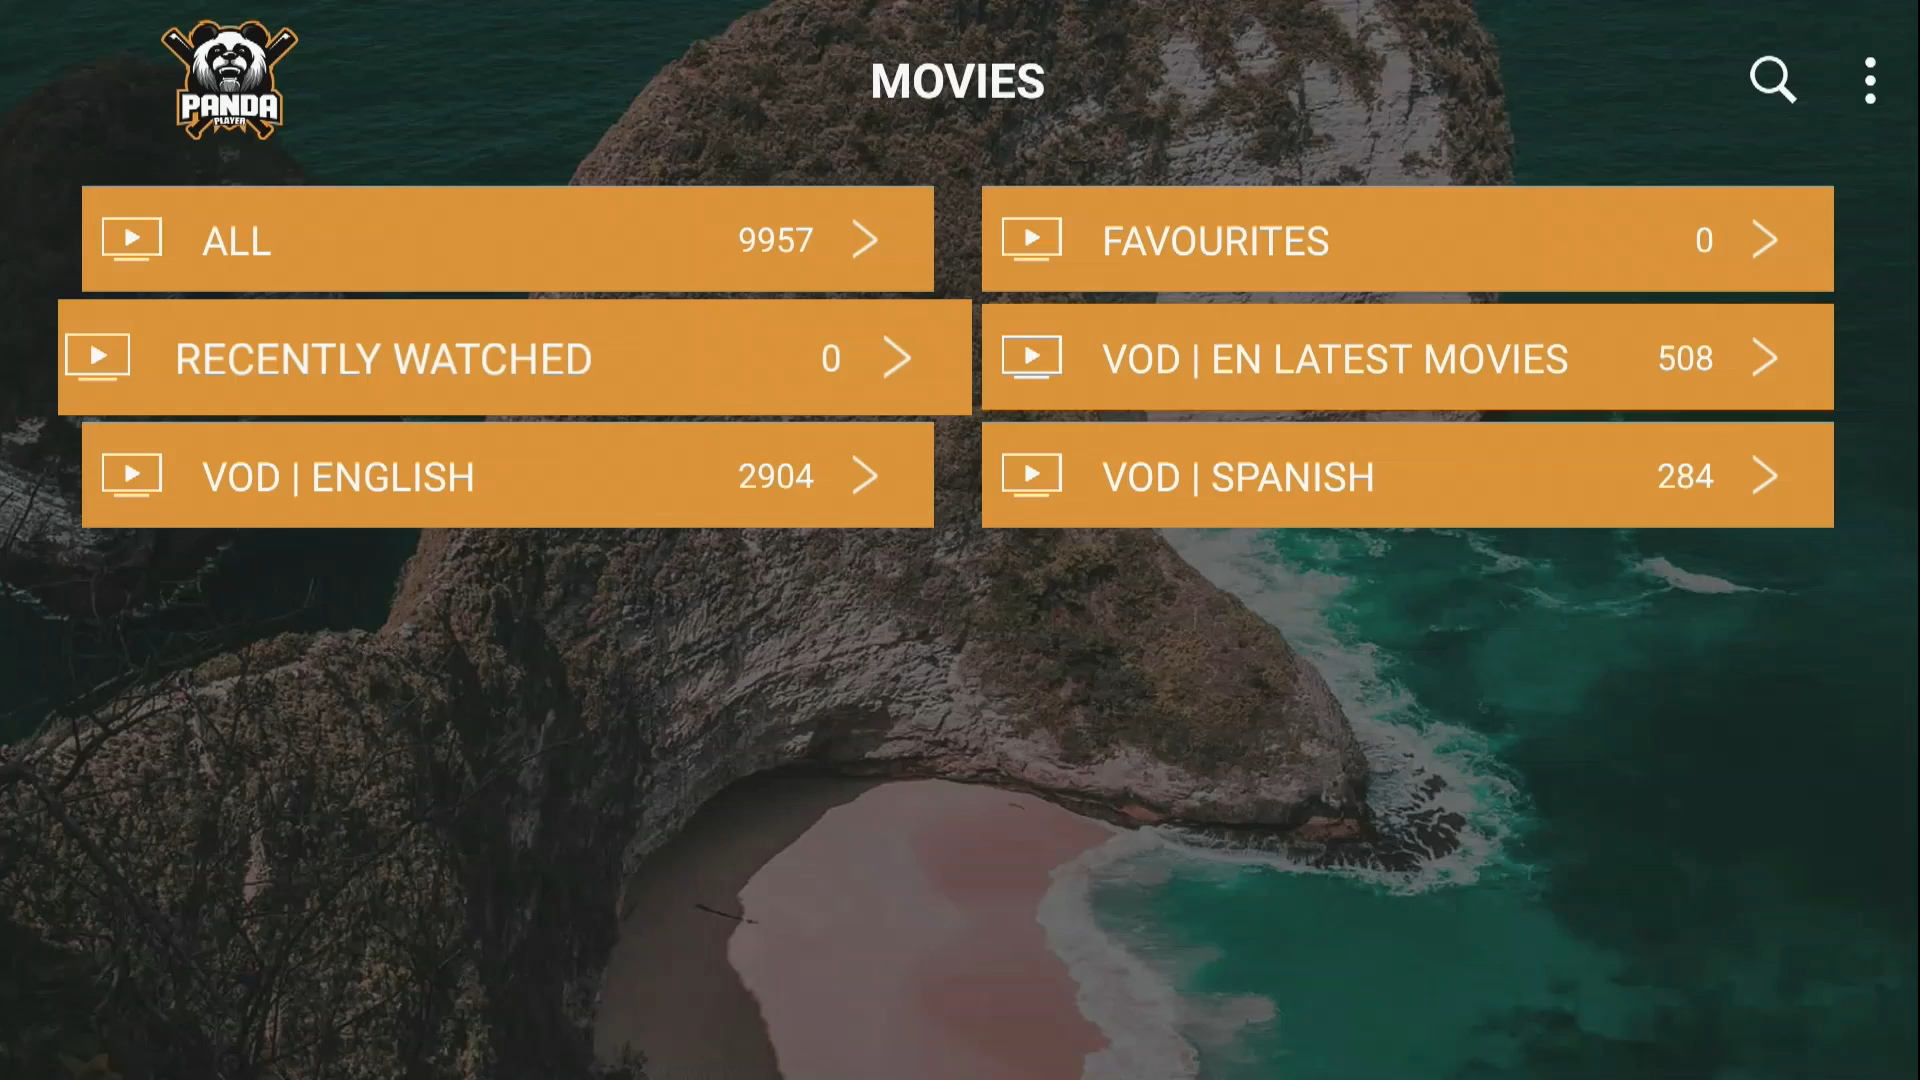 PANDA
PLAYER
MOVIES
ALL 9957
FAVOURITES 0
RECENTLY WATCHED 0
VOD | EN LATEST MOVIES 508
VOD | ENGLISH 2904
VOD | SPANISH 284